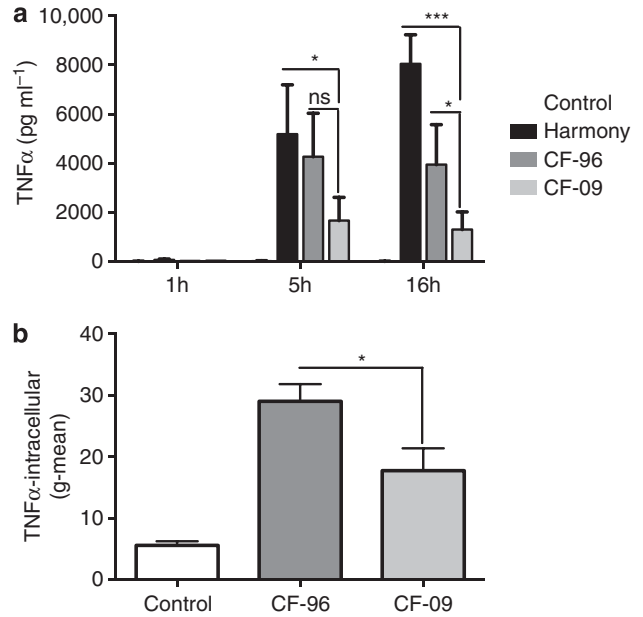 a
TNFα (pg ml⁻¹)
10,000
8000
6000
4000
2000
0
*
ns
***
*
1h
5h
16h
Control
Harmony
CF-96
CF-09
b
TNFα-intracellular
(g-mean)
40
30
20
10
0
*
Control
CF-96
CF-09